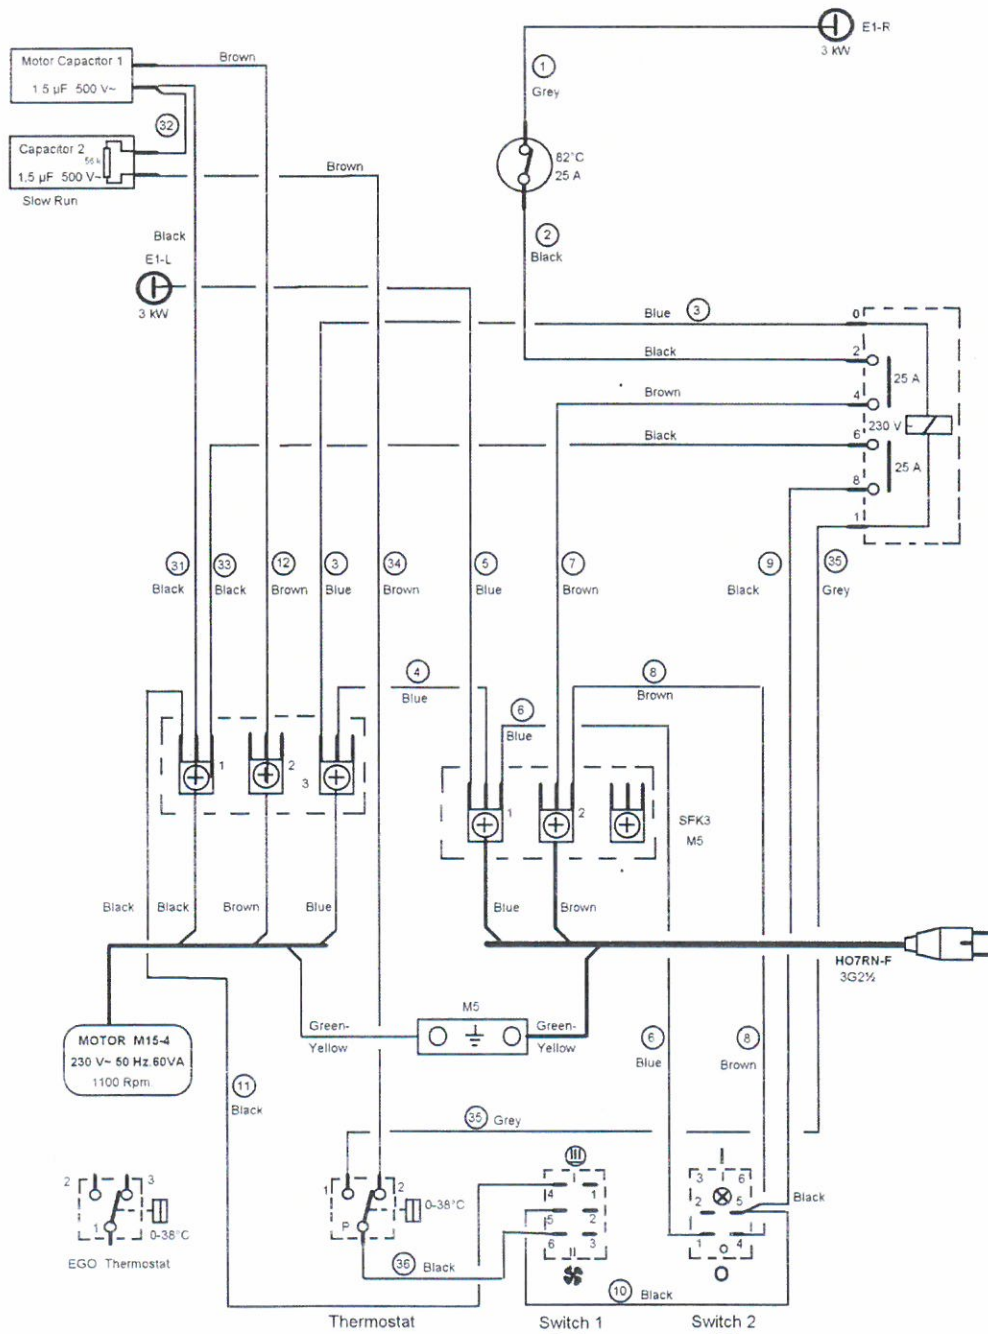 E1-R
3 kW
Motor Capacitor 1
1.5 µF 500 V~
Brown
1
Grey
32
Capacitor 2
56 k
1.5 µF 500 V~
Slow Run
Brown
82°C
25 A
Black
2
Black
E1-L
3 kW
Blue
3
0
Black
2
25 A
Brown
4
230 V
Black
6
25 A
8
1
31
33
12
3
34
5
7
9
35
Black
Black
Brown
Blue
Brown
Blue
Brown
Black
Grey
4
Blue
8
Brown
6
Blue
1
2
3
1
2
SFK3
M5
Black
Black
Brown
Blue
Blue
Brown
HO7RN-F
3G2½
M5
Green-
Yellow
Green-
Yellow
MOTOR M15-4
230 V~ 50 Hz.60VA
1100 Rpm.
6
Blue
8
Brown
11
Black
35
Grey
2
3
1
0-38°C
EGO Thermostat
1
2
P
0-38°C
36
Black
4
1
5
2
6
3
II
I
3
6
2
5
1
4
O
Black
10
Black
Thermostat
Switch 1
Switch 2